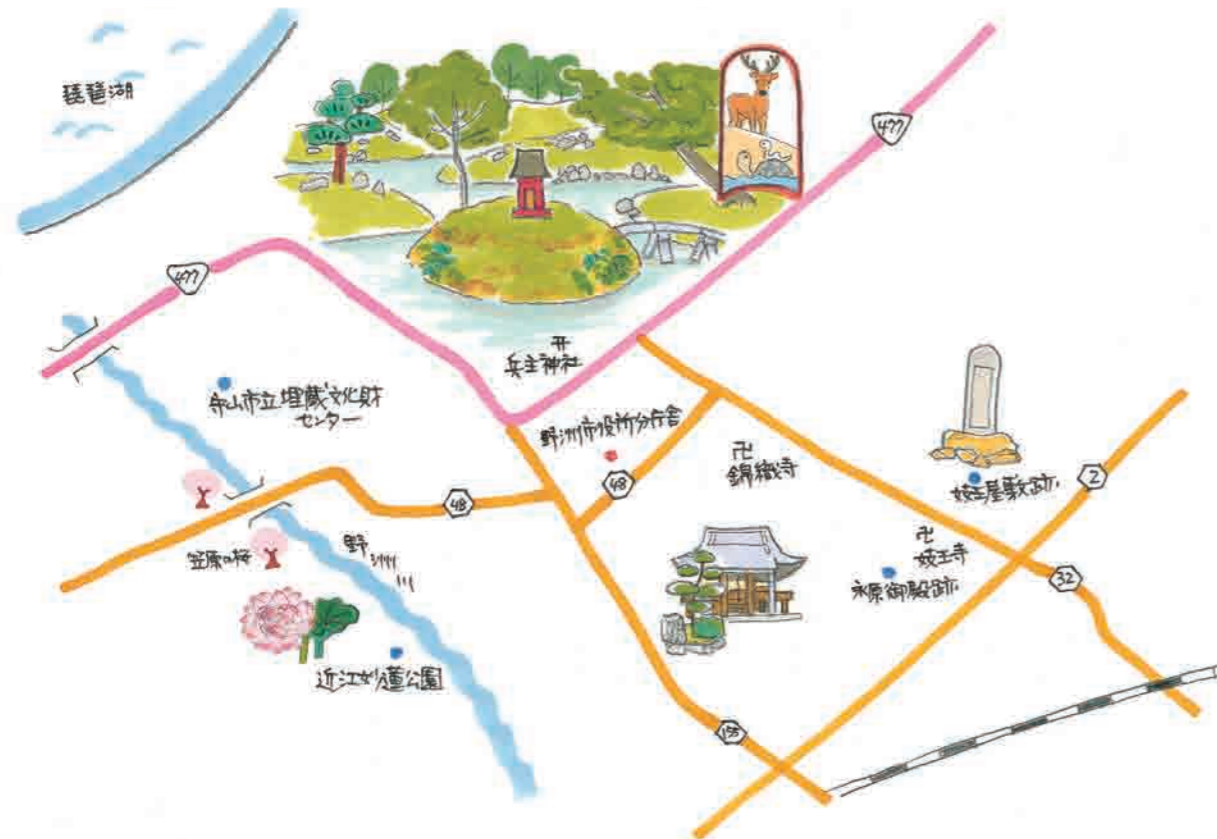 琵琶湖
477
477
兵主神社
守山市立埋蔵文化財
センター
野洲市役所分庁舎
卍
錦織寺
妓王屋敷跡
2
48
48
笠原の桜
野洲川
卍
妓王寺
永原御殿跡
32
近江妙蓮公園
155